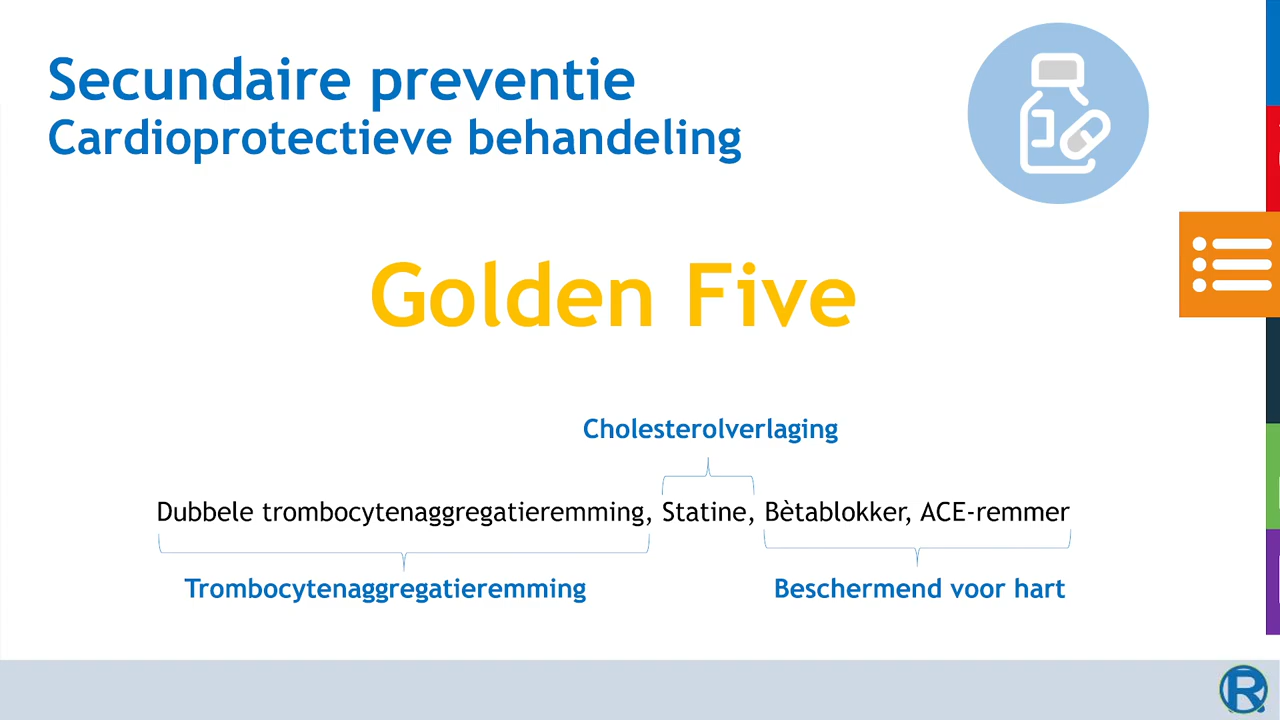 Secundaire preventie
Cardioprotectieve behandeling
Golden Five
Cholesterolverlaging
Dubbele trombocytenaggregatieremming, Statine, Bètablokker, ACE-remmer
Trombocytenaggregatieremming
Beschermend voor hart
R